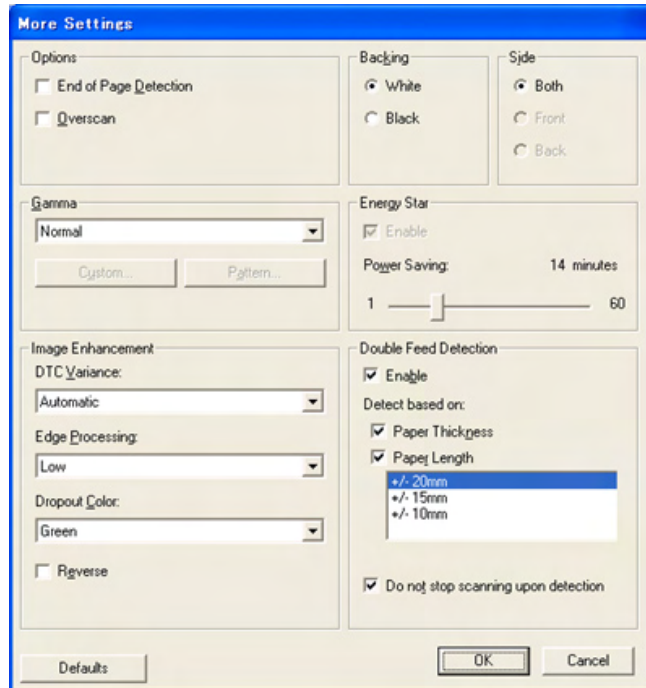 More Settings
Options
End of Page Detection
Overscan
Backing
White
Black
Side
Both
Front
Back
Gamma
Normal
Custom...
Pattern...
Energy Star
Enable
Power Saving: 14 minutes
1 60
Image Enhancement
DTC Variance:
Automatic
Edge Processing:
Low
Dropout Color:
Green
Reverse
Double Feed Detection
Enable
Detect based on:
Paper Thickness
Paper Length
+/- 20mm
+/- 15mm
+/- 10mm
Do not stop scanning upon detection
Defaults
OK
Cancel